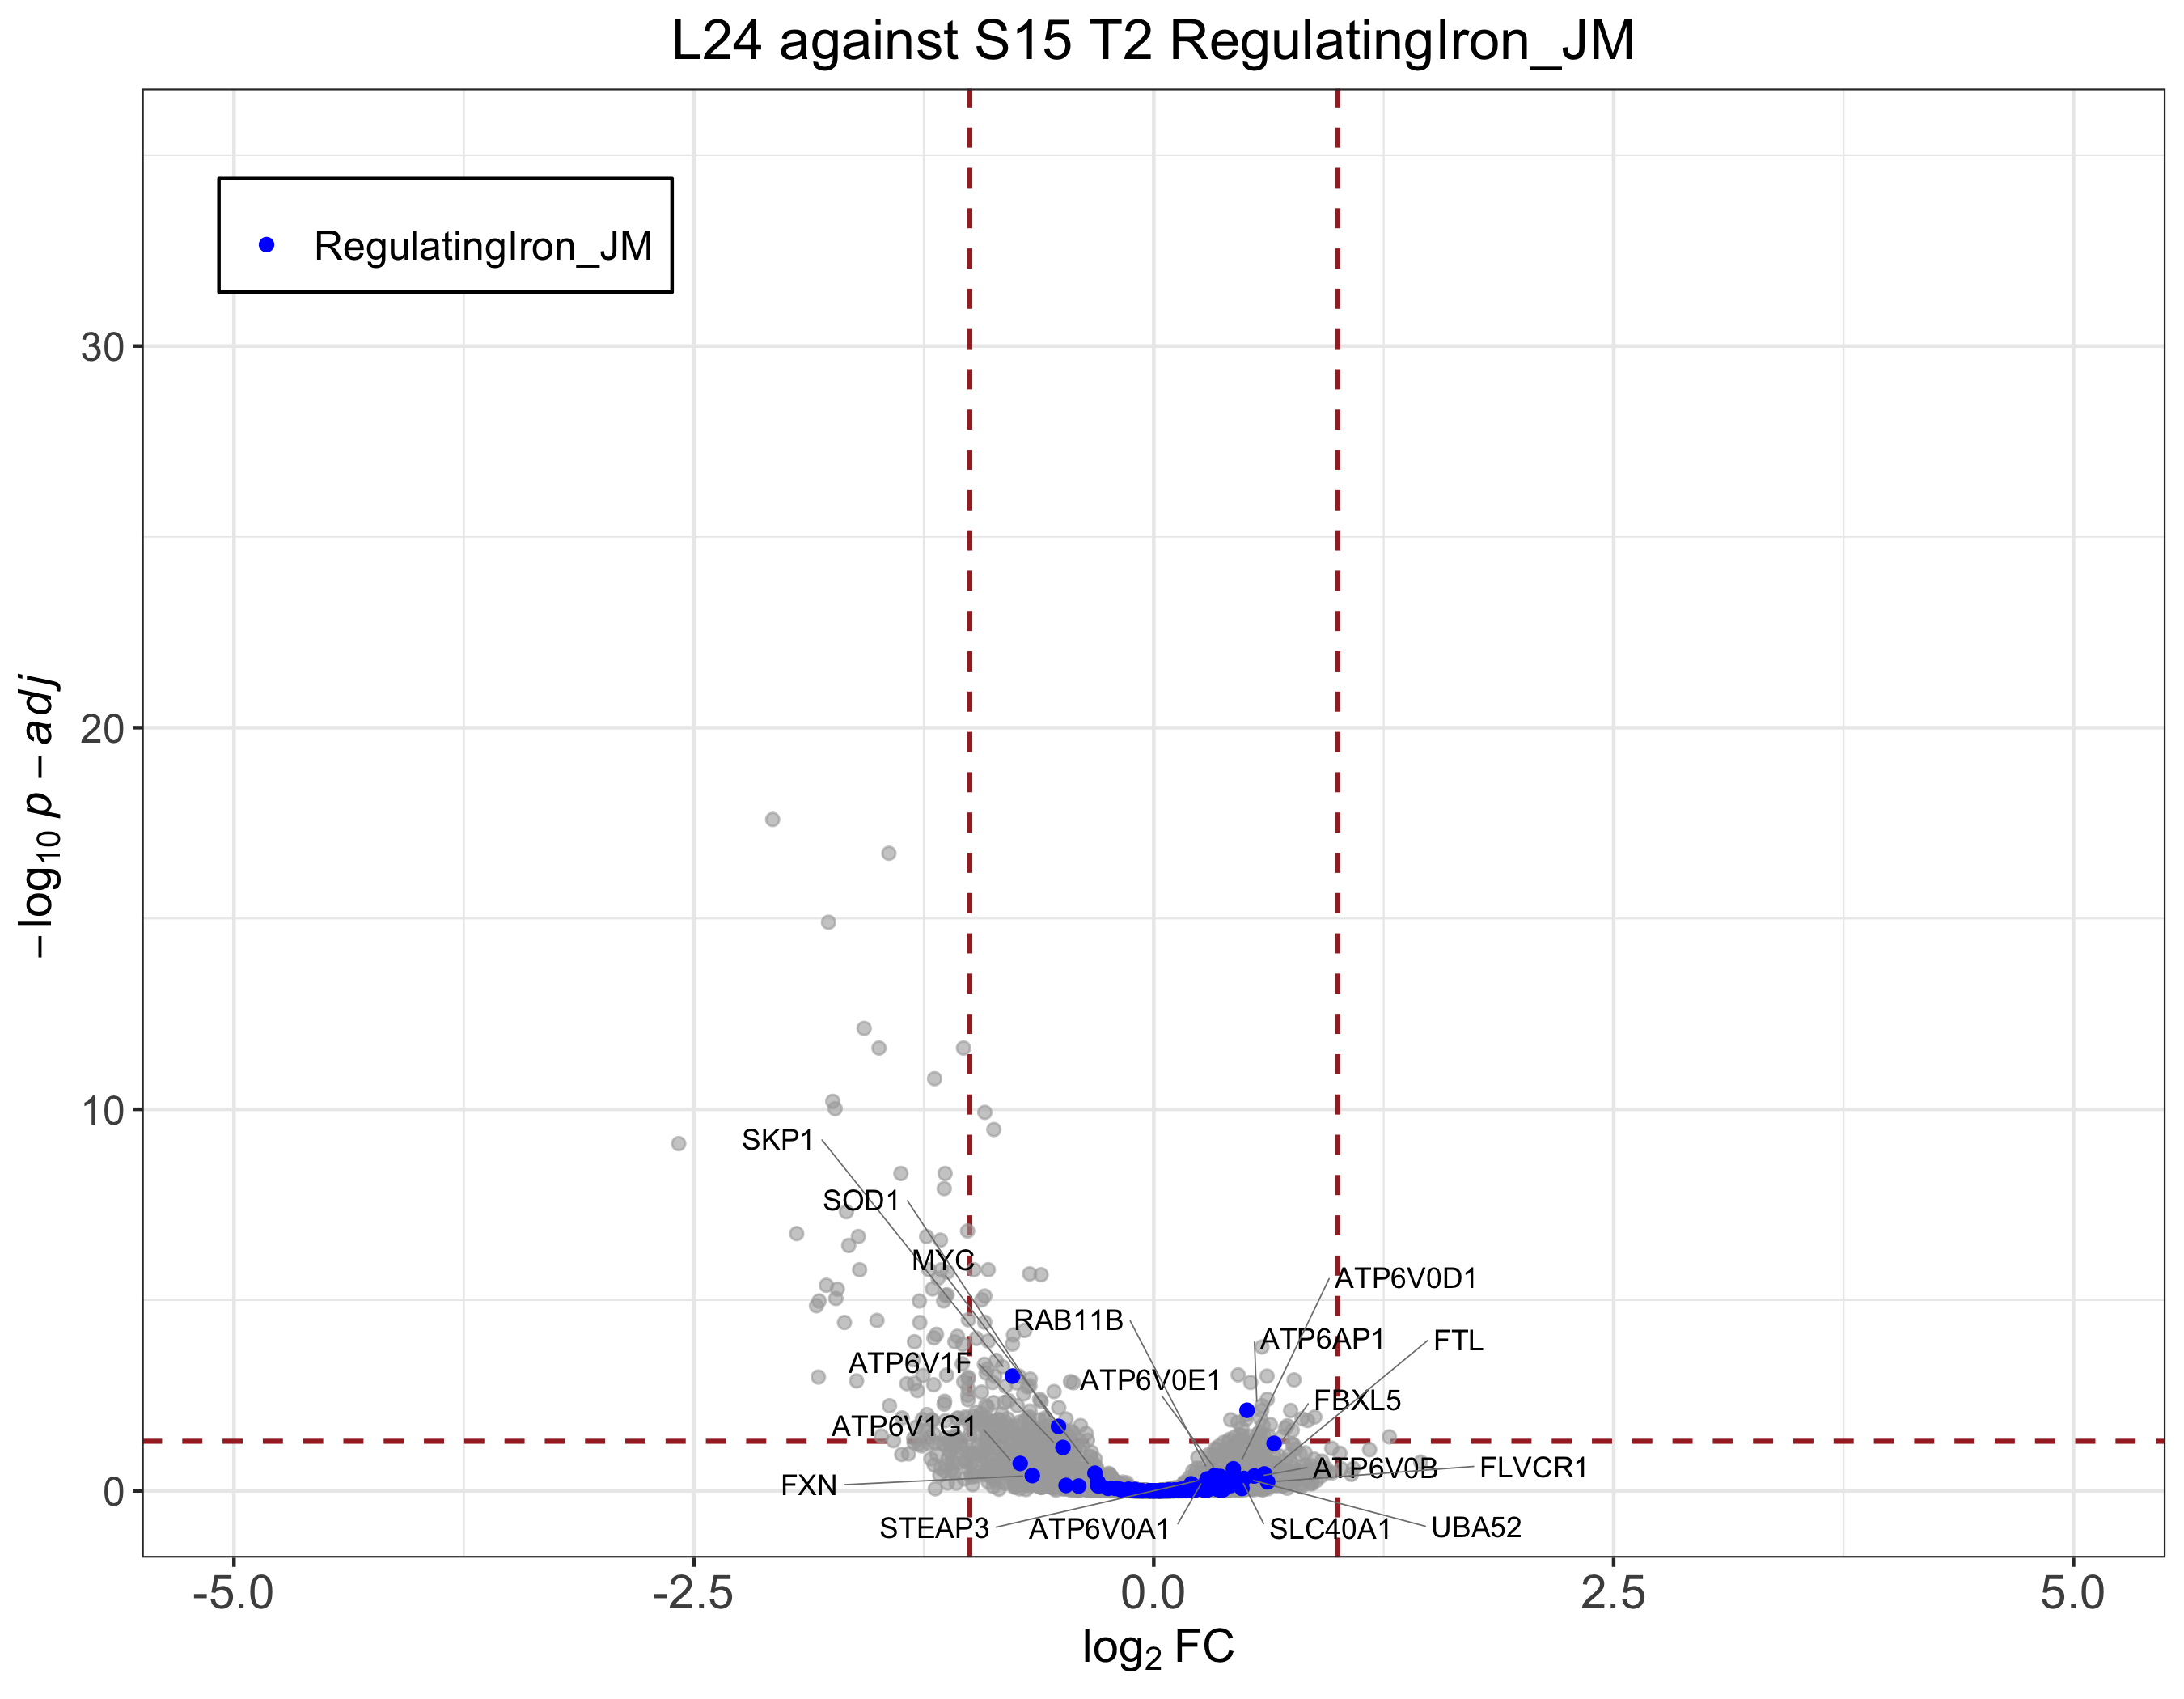 L24 against S15 T2 RegulatingIron_JM
RegulatingIron_JM
30
20
10
0
−log10 p − adj
SKP1
SOD1
MYC
ATP6V0D1
RAB11B
ATP6AP1
FTL
ATP6V1F
ATP6V0E1
FBXL5
ATP6V1G1
ATP6V0B
FLVCR1
FXN
STEAP3
ATP6V0A1
SLC40A1
UBA52
-5.0
-2.5
0.0
2.5
5.0
log2 FC